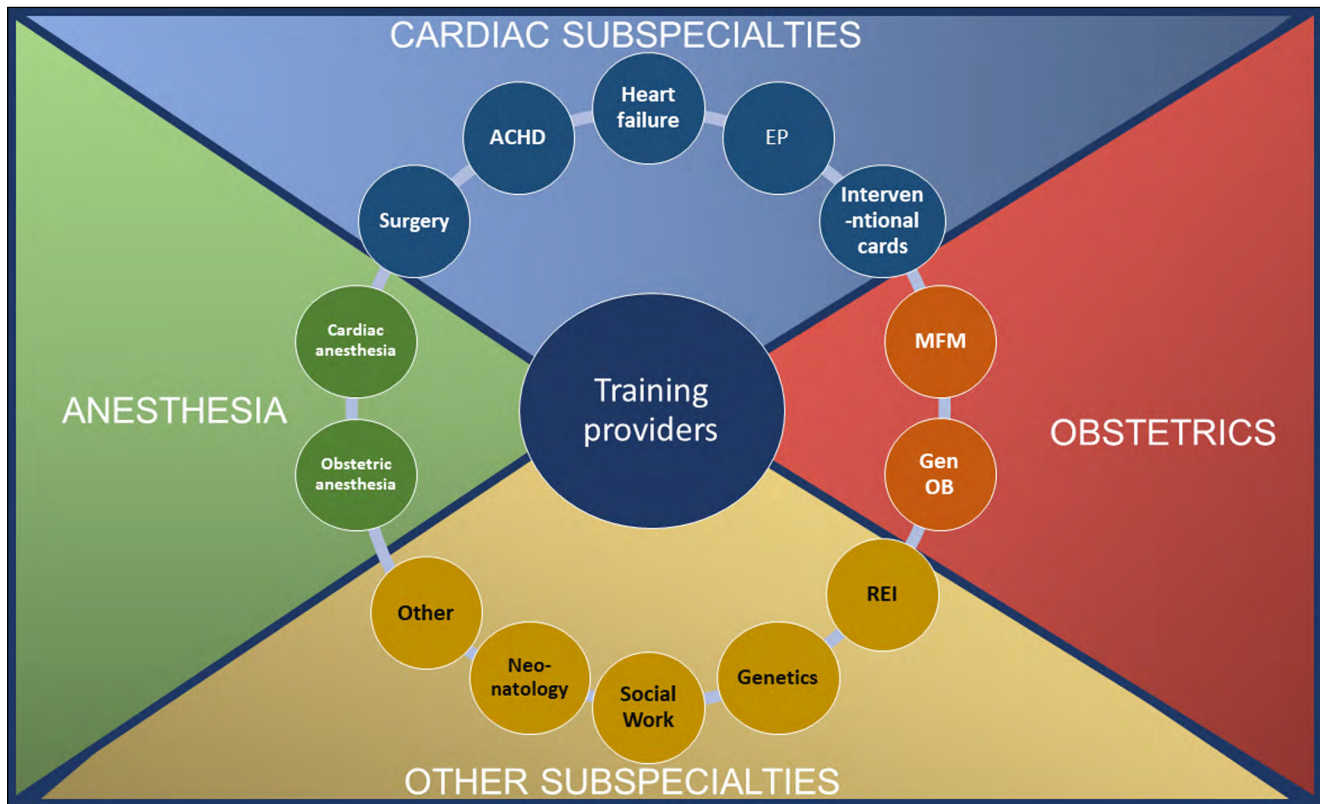 CARDIAC SUBSPECIALTIES
Heart
failure
ACHD
EP
Surgery
Interven
-ntional
cards
Cardiac
anesthesia
MFM
Training
providers
ANESTHESIA
OBSTETRICS
Obstetric
anesthesia
Gen
OB
REI
Other
Neo-
natology
Social
Work
Genetics
OTHER SUBSPECIALTIES